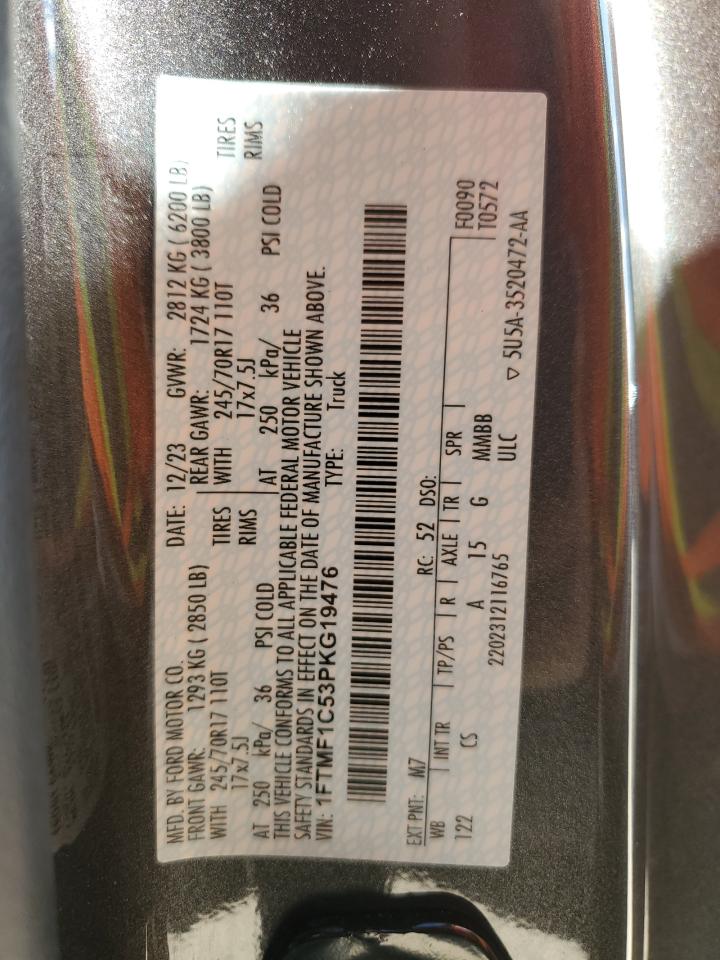 MFD. BY FORD MOTOR CO. DATE: 12/23 GVWR: 2812 KG ( 6200 LB)
FRONT GAWR: 1293 KG ( 2850 LB) REAR GAWR: 1724 KG ( 3800 LB)
WITH 245/70R17 110T TIRES WITH 245/70R17 110T TIRES
17x7.5J RIMS 17x7.5J RIMS
AT 250 kPa/ 36 PSI COLD AT 250 kPa/ 36 PSI COLD
THIS VEHICLE CONFORMS TO ALL APPLICABLE FEDERAL MOTOR VEHICLE
SAFETY STANDARDS IN EFFECT ON THE DATE OF MANUFACTURE SHOWN ABOVE.
VIN: 1FTMF1C53PKG19476 TYPE: Truck
EXT PNT: M7 RC: 52 DSO: F0090
WB INT TR TP/PS R AXLE TR SPR T0572
122 CS A 15 G MMBB
2202312116765 ULC ▽ 5U5A-3520472-AA